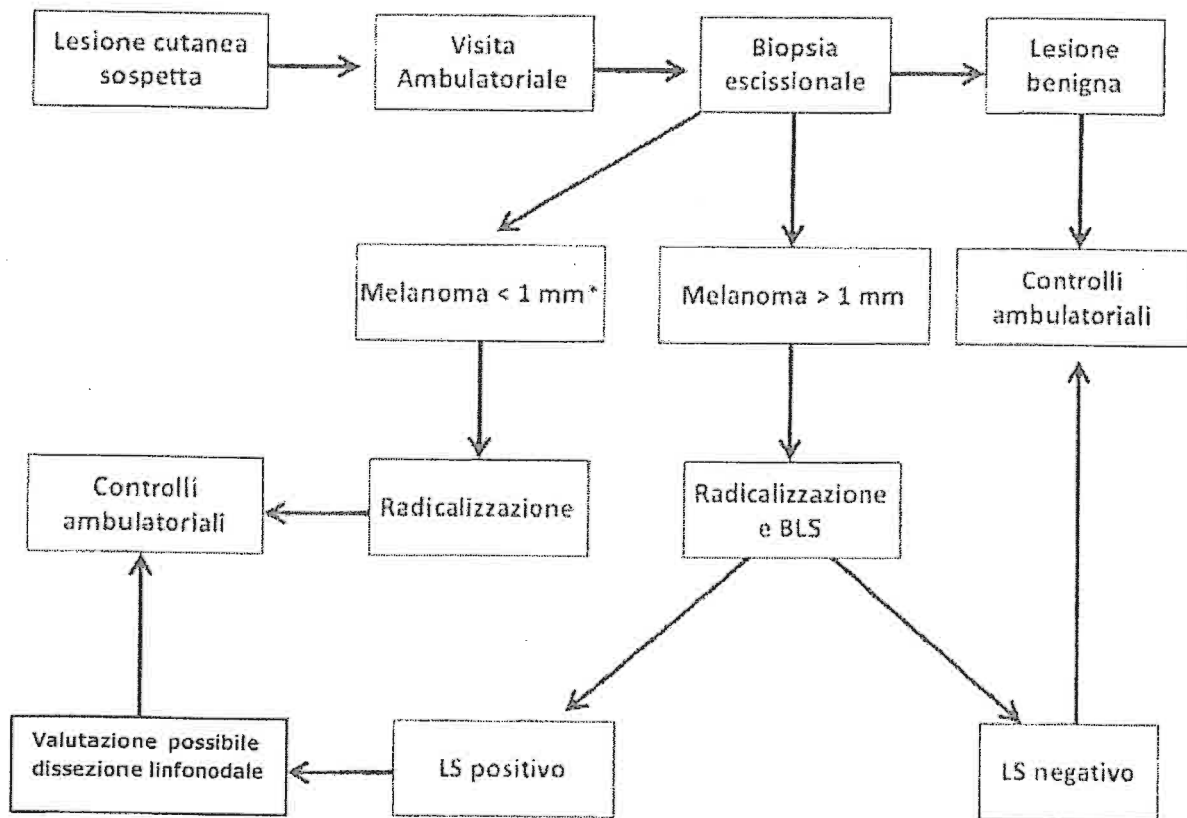 Lesione cutanea
sospetta
Visita
Ambulatoriale
Biopsia
escissionale
Lesione
benigna
Melanoma < 1 mm*
Melanoma > 1 mm
Controlli
ambulatoriali
Controlli
ambulatoriali
Radicalizzazione
Radicalizzazione
e BLS
Valutazione possibile
dissezione linfonodale
LS positivo
LS negativo